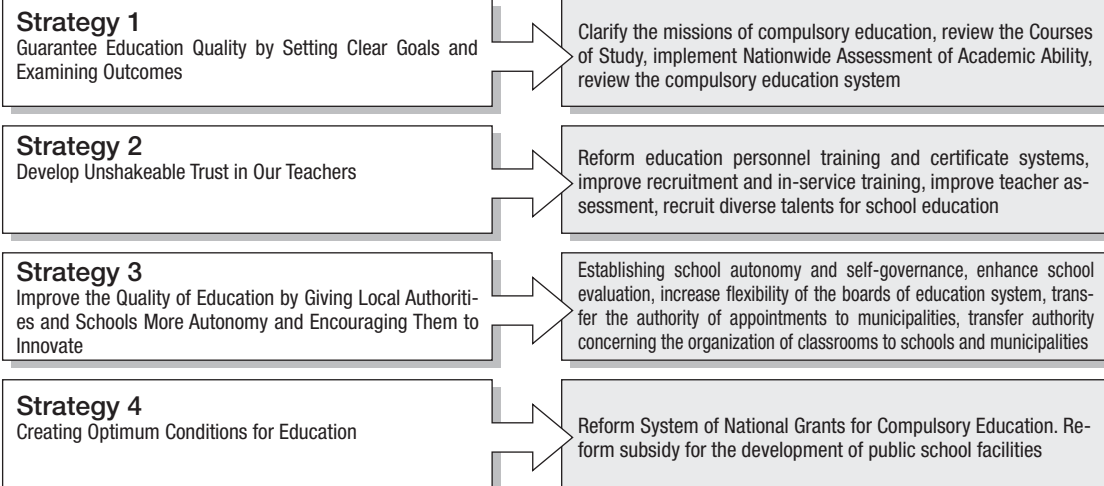 Strategy 1
Guarantee Education Quality by Setting Clear Goals and
Examining Outcomes
Clarify the missions of compulsory education, review the Courses
of Study, implement Nationwide Assessment of Academic Ability,
review the compulsory education system
Strategy 2
Develop Unshakeable Trust in Our Teachers
Reform education personnel training and certificate systems,
improve recruitment and in-service training, improve teacher as-
sessment, recruit diverse talents for school education
Strategy 3
Improve the Quality of Education by Giving Local Authoriti-
es and Schools More Autonomy and Encouraging Them to
Innovate
Establishing school autonomy and self-governance, enhance school
evaluation, increase flexibility of the boards of education system, trans-
fer the authority of appointments to municipalities, transfer authority
concerning the organization of classrooms to schools and municipalities
Strategy 4
Creating Optimum Conditions for Education
Reform System of National Grants for Compulsory Education. Re-
form subsidy for the development of public school facilities